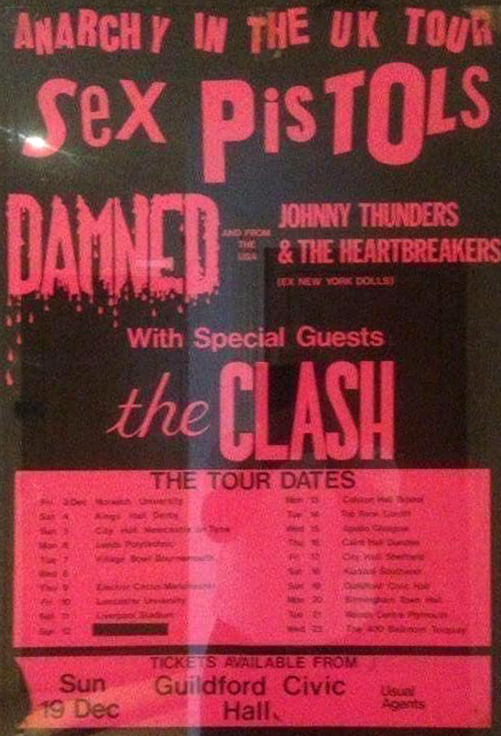 ANARCHY IN THE UK TOUR
SEX PiSTOLS
DAMNED
AND FROM
THE
USA
JOHNNY THUNDERS
& THE HEARTBREAKERS
(EX NEW YORK DOLLS)
With Special Guests
the CLASH
THE TOUR DATES
Fri 3 Dec Norwich University
Sat 4 Kings Hall Derby
Sun 5 City Hall Newcastle on Tyne
Mon 6 Leeds Polytechnic
Tue 7 Village Bowl Bournemouth
Wed 8
Thu 9 Electric Circus Manchester
Fri 10 Lancaster University
Sat 11 Liverpool Stadium
Sun 12
Mon 13 Colston Hall Bristol
Tue 14 Top Rank Cardiff
Wed 15 Apollo Glasgow
Thu 16 Caird Hall Dundee
Fri 17 City Hall Sheffield
Sat 18 Kursaal Southend
Sun 19 Guildford Civic Hall
Mon 20 Birmingham Town Hall
Tue 21 Woods Centre Plymouth
Wed 22 The 400 Ballroom Torquay
TICKETS AVAILABLE FROM
Sun
19 Dec
Guildford Civic
Hall
Usual
Agents